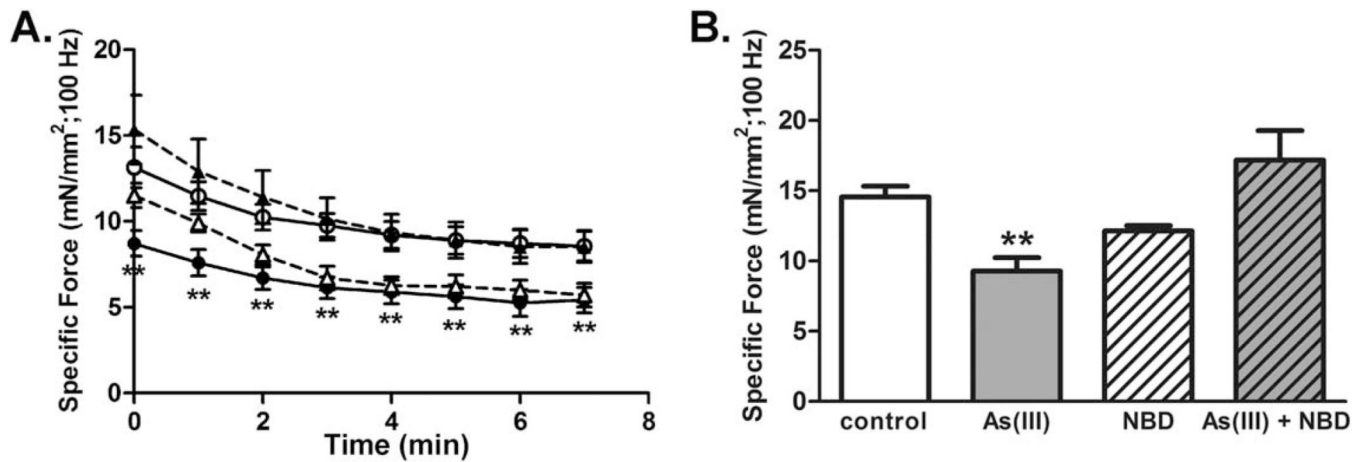 A.
Specific Force (mN/mm²;100 Hz)
20
15
10
5
0
**
**
**
**
**
**
**
**
0
2
4
6
8
Time (min)
B.
Specific Force (mN/mm²;100 Hz)
25
20
15
10
5
0
**
control
As(III)
NBD
As(III) + NBD